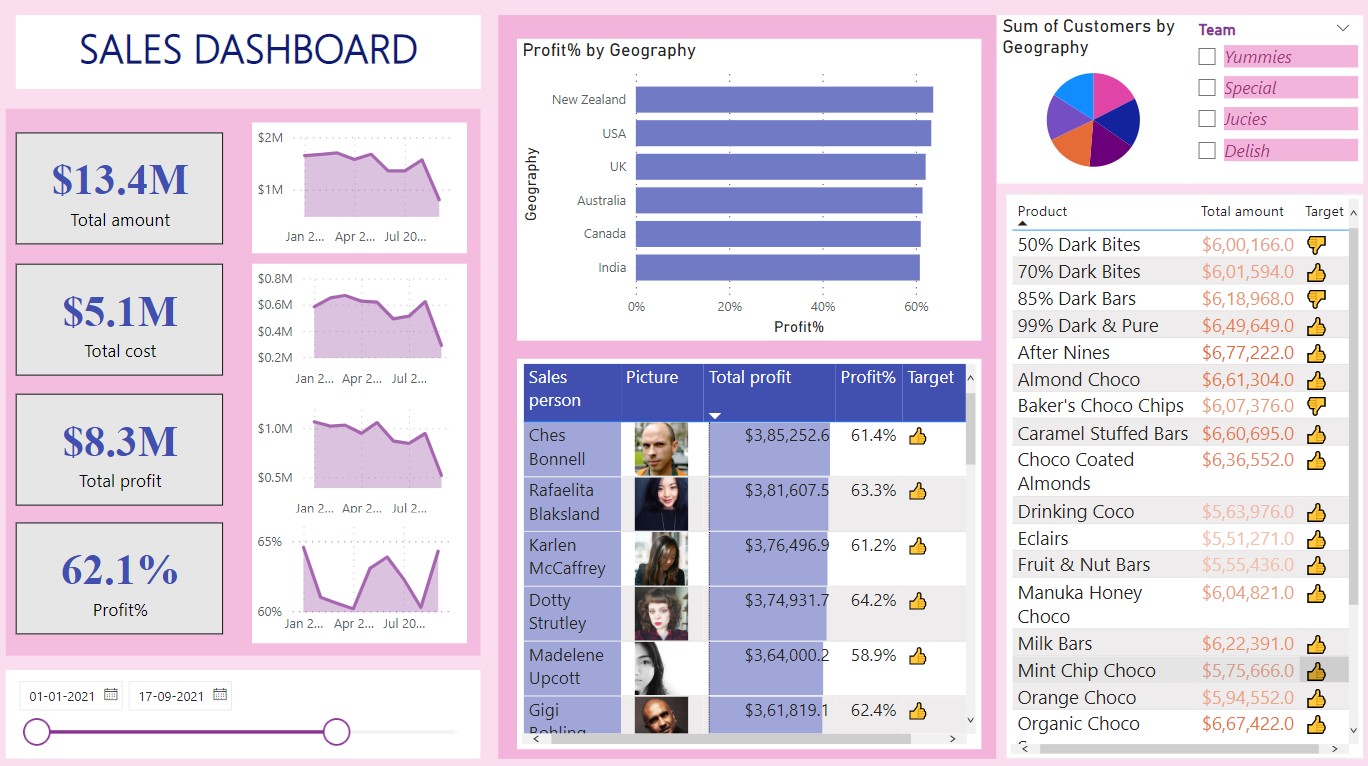 SALES DASHBOARD
$13.4M
Total amount
$2M
$1M
Jan 2... Apr 2... Jul 20...
$5.1M
Total cost
$0.8M
$0.6M
$0.4M
$0.2M
Jan 2... Apr 2... Jul 2...
$8.3M
Total profit
$1.0M
$0.5M
Jan 2... Apr 2... Jul 2...
62.1%
Profit%
65%
60%
Jan 2... Apr 2... Jul 20...
01-01-2021 17-09-2021
Profit% by Geography
Geography
New Zealand
USA
UK
Australia
Canada
India
0% 20% 40% 60%
Profit%
Sales person Picture Total profit Profit% Target
Ches Bonnell $3,85,252.6 61.4%
Rafaelita Blaksland $3,81,607.5 63.3%
Karlen McCaffrey $3,76,496.9 61.2%
Dotty Strutley $3,74,931.7 64.2%
Madelene Upcott $3,64,000.2 58.9%
Gigi Bohling $3,61,819.1 62.4%
Sum of Customers by
Geography
Team
Yummies
Special
Jucies
Delish
Product Total amount Target
50% Dark Bites $6,00,166.0
70% Dark Bites $6,01,594.0
85% Dark Bars $6,18,968.0
99% Dark & Pure $6,49,649.0
After Nines $6,77,222.0
Almond Choco $6,61,304.0
Baker's Choco Chips $6,07,376.0
Caramel Stuffed Bars $6,60,695.0
Choco Coated Almonds $6,36,552.0
Drinking Coco $5,63,976.0
Eclairs $5,51,271.0
Fruit & Nut Bars $5,55,436.0
Manuka Honey Choco $6,04,821.0
Milk Bars $6,22,391.0
Mint Chip Choco $5,75,666.0
Orange Choco $5,94,552.0
Organic Choco $6,67,422.0